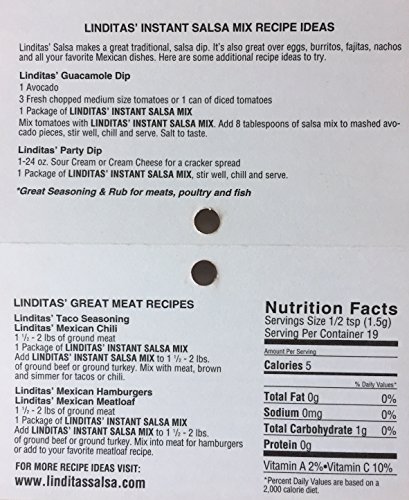 LINDITAS' INSTANT SALSA MIX RECIPE IDEAS
Linditas' Salsa makes a great traditional, salsa dip. It's also great over eggs, burritos, fajitas, nachos
and all your favorite Mexican dishes. Here are some additional recipe ideas to try.
Linditas' Guacamole Dip
1 Avocado
3 Fresh chopped medium size tomatoes or 1 can of diced tomatoes
1 Package of LINDITAS' INSTANT SALSA MIX
Mix tomatoes with LINDITAS' INSTANT SALSA MIX. Add 8 tablespoons of salsa mix to mashed avo-
cado pieces, stir well, chill and serve. Salt to taste.
Linditas' Party Dip
1-24 oz. Sour Cream or Cream Cheese for a cracker spread
1 Package of LINDITAS' INSTANT SALSA MIX, stir well, chill and serve.
*Great Seasoning & Rub for meats, poultry and fish
LINDITAS' GREAT MEAT RECIPES
Linditas' Taco Seasoning
Linditas' Mexican Chili
1 1/2 - 2 lbs of ground meat
1 Package of LINDITAS' INSTANT SALSA MIX
Add LINDITAS' INSTANT SALSA MIX to 1 1/2 - 2 lbs.
of ground beef or ground turkey. Mix with meat, brown
and simmer for tacos or chili.
Linditas' Mexican Hamburgers
Linditas' Mexican Meatloaf
1 1/2 - 2 lbs of ground meat
1 Package of LINDITAS' INSTANT SALSA MIX
Add LINDITAS' INSTANT SALSA MIX to 1 1/2 - 2 lbs.
of ground beef or ground turkey. Mix into meat for hamburgers
or add to your favorite meatloaf recipe.
FOR MORE RECIPE IDEAS VISIT:
www.linditassalsa.com
Nutrition Facts
Servings Size 1/2 tsp (1.5g)
Serving Per Container 19
Amount Per Serving
Calories 5
% Daily Values*
Total Fat 0g 0%
Sodium 0mg 0%
Total Carbohydrate 1g 0%
Protein 0g
Vitamin A 2% • Vitamin C 10%
*Percent Daily Values are based on a
2,000 calorie diet.